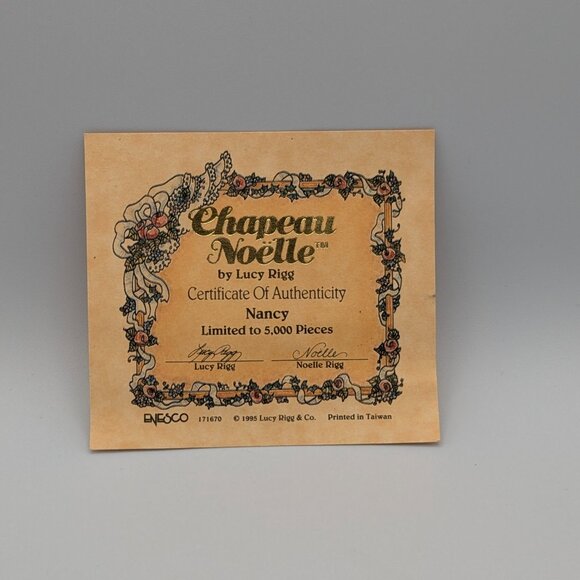 Chapeau
Noëlle™
by Lucy Rigg
Certificate Of Authenticity
Nancy
Limited to 5,000 Pieces
Lucy Rigg Noelle
Lucy Rigg Noelle Rigg
ENESCO 171670 © 1995 Lucy Rigg & Co. Printed in Taiwan